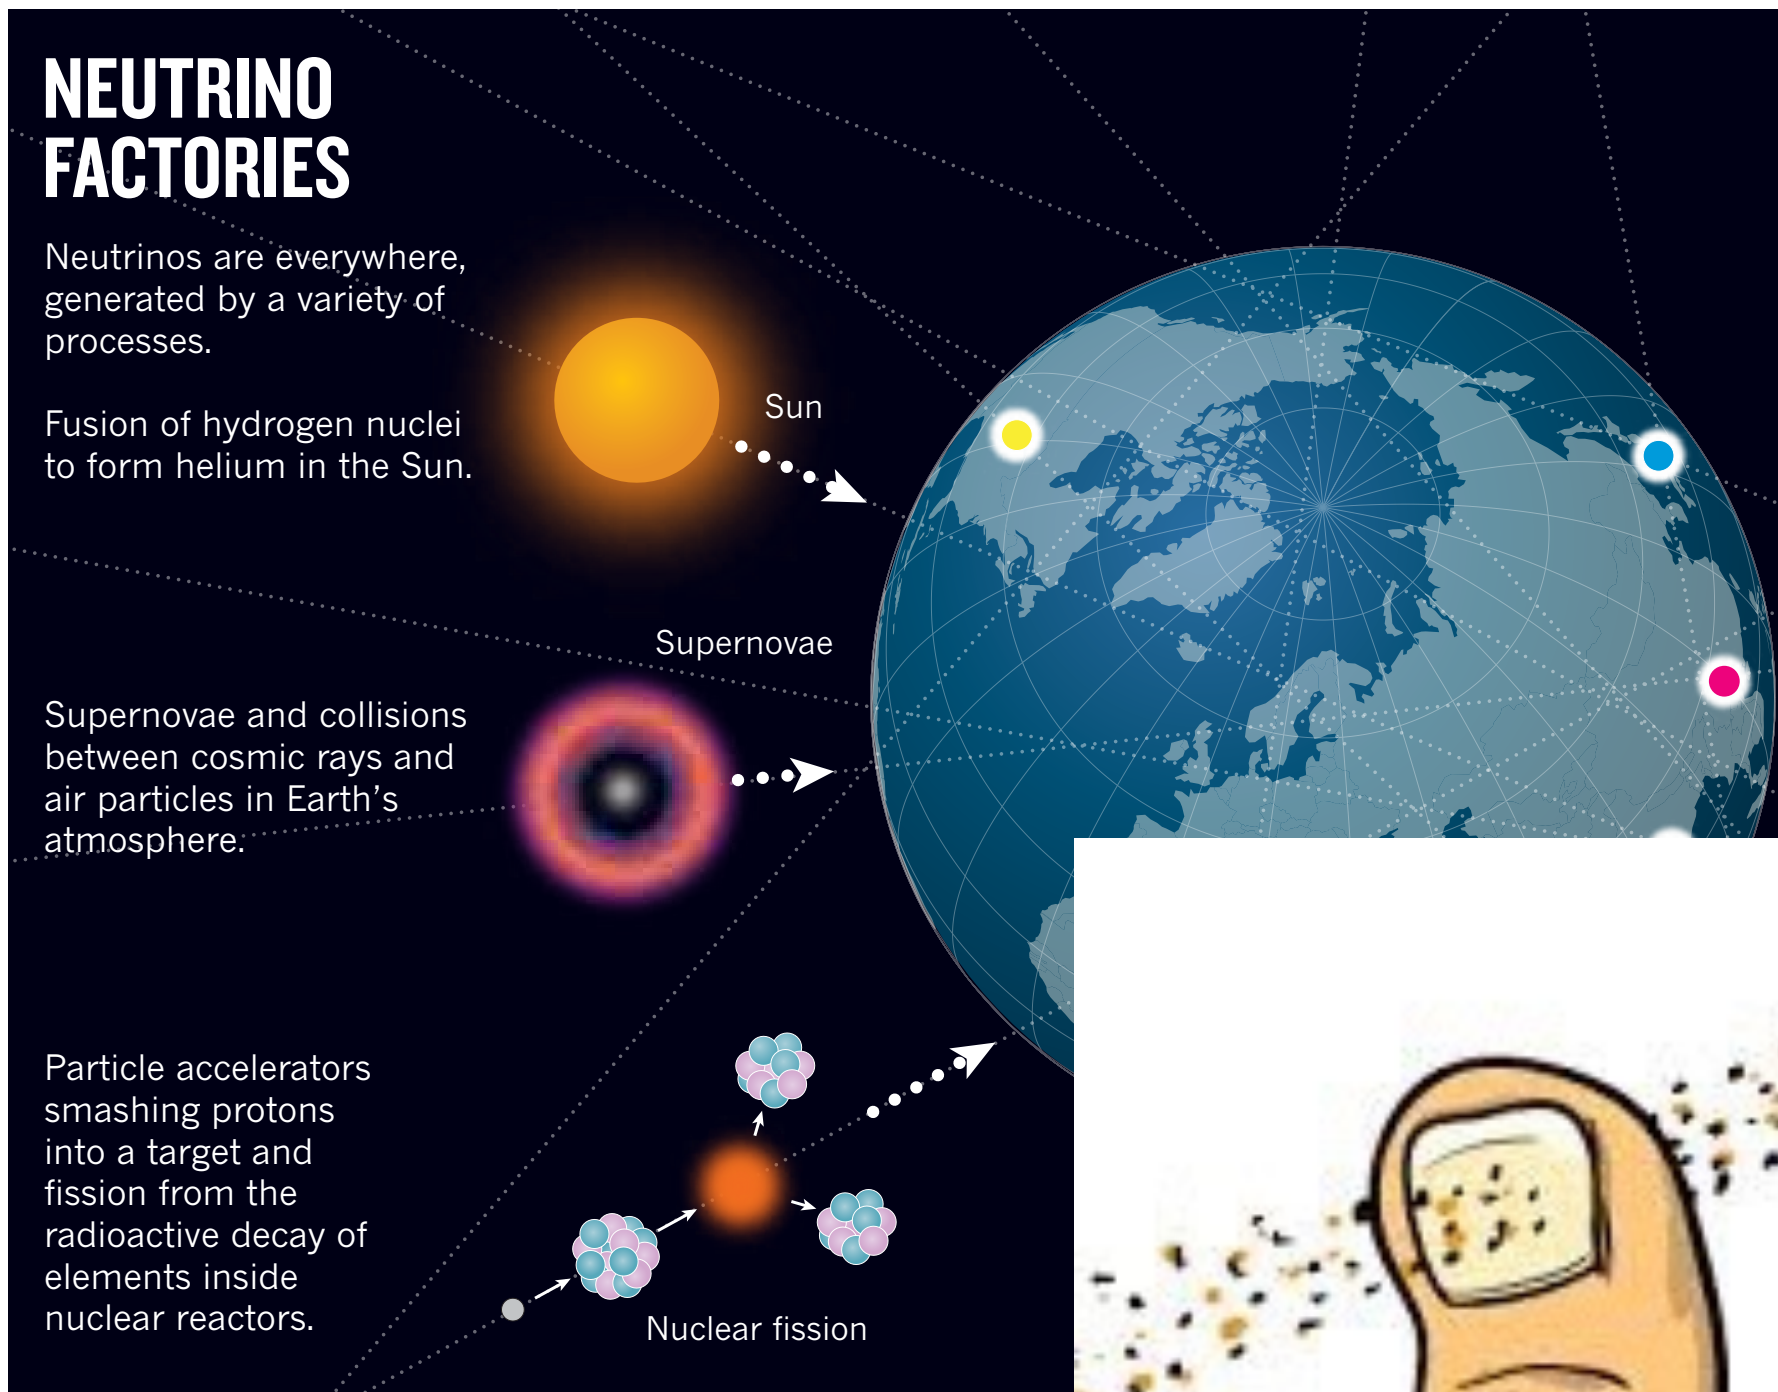 NEUTRINO
FACTORIES
Neutrinos are everywhere,
generated by a variety of
processes.
Fusion of hydrogen nuclei
to form helium in the Sun.
Sun
Supernovae
Supernovae and collisions
between cosmic rays and
air particles in Earth’s
atmosphere.
Particle accelerators
smashing protons
into a target and
fission from the
radioactive decay of
elements inside
nuclear reactors.
Nuclear fission